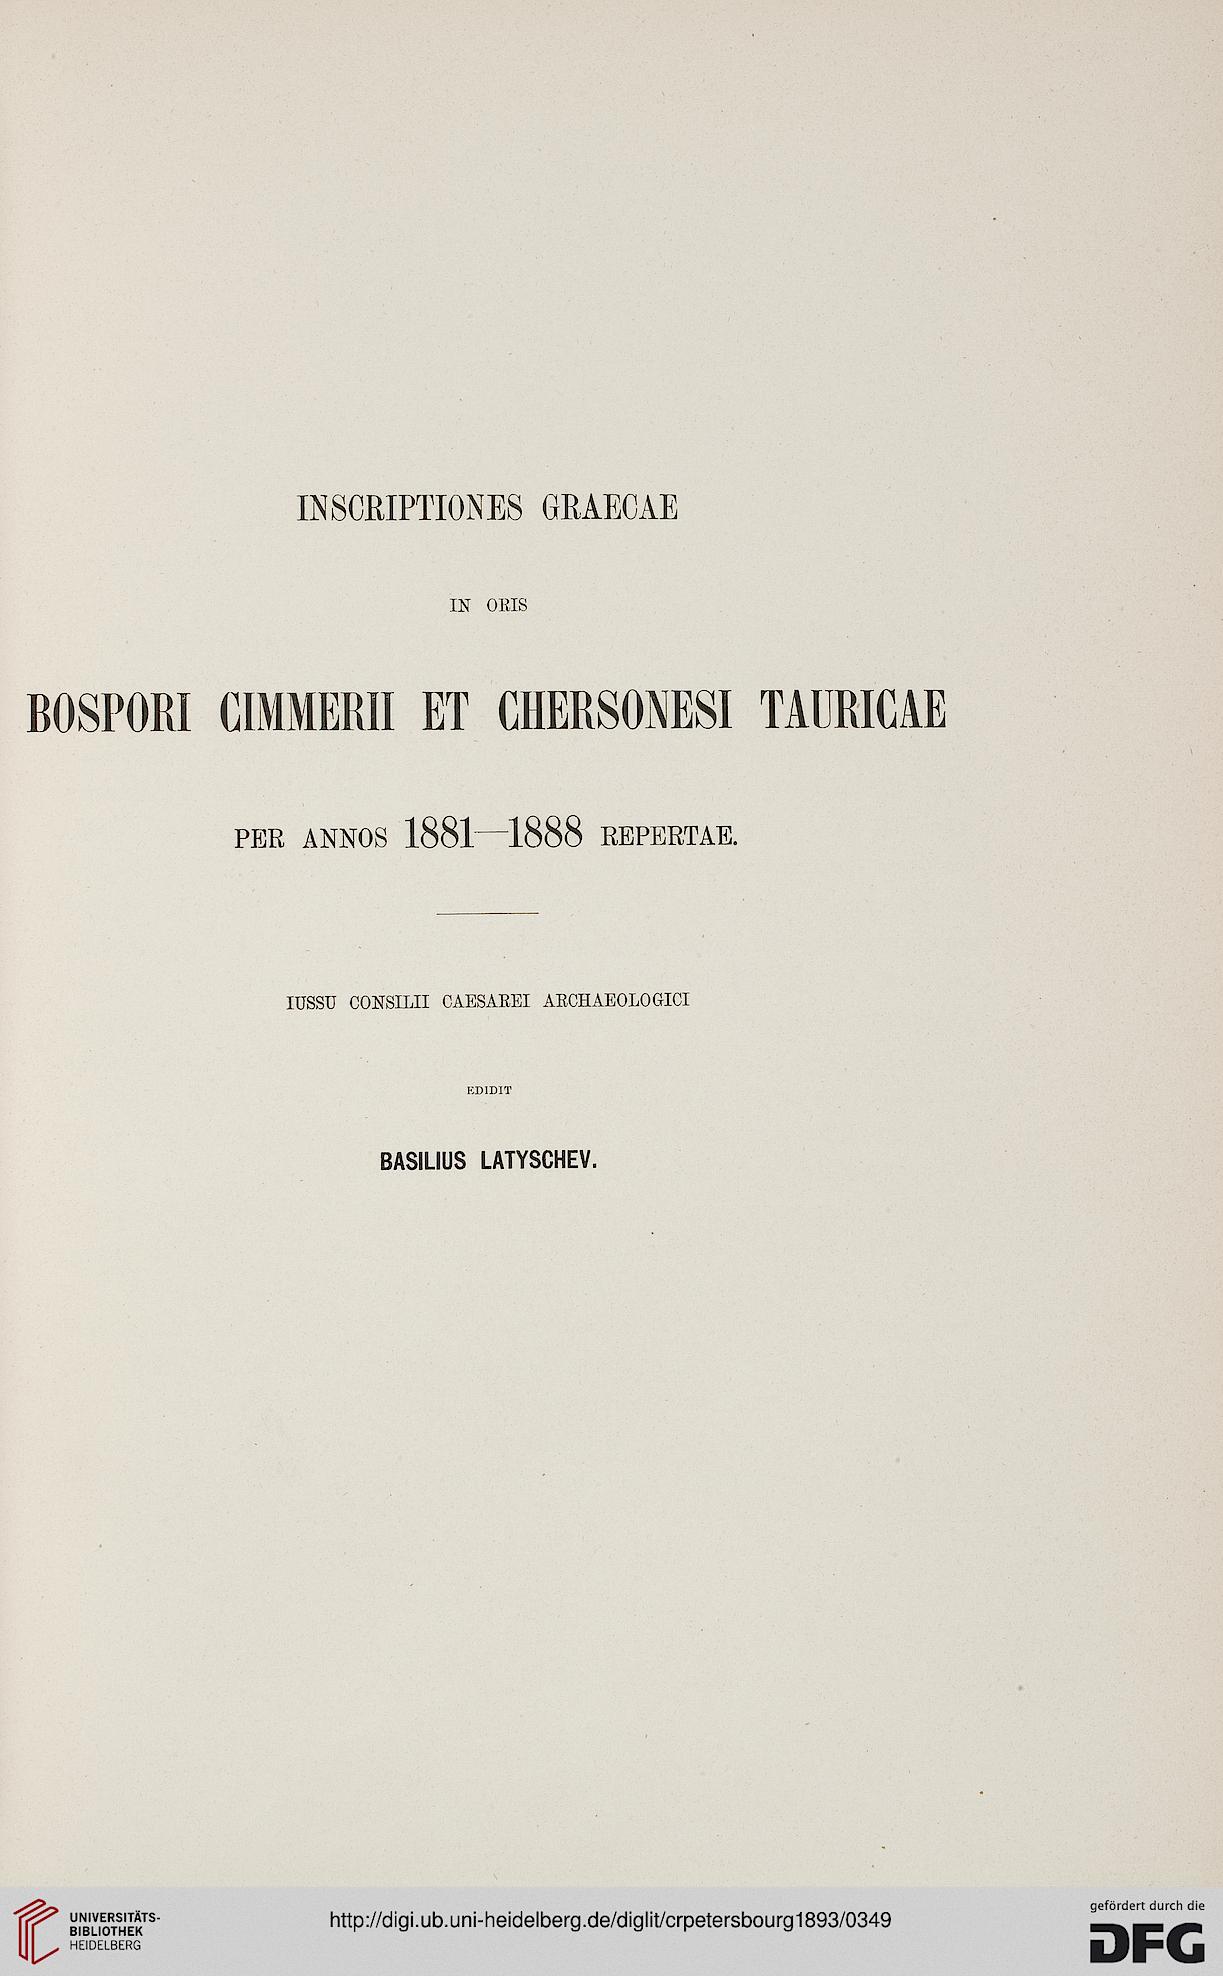 INSCRIPTIONES GRAECAE
IN ORIS
BOSPORI CIMMERII ET CHERSONESI TAURICAE
PER ANNOS 1881—1888 REPERTAE.
IUSSU CONSILII CAESAREI ARCHAEOLOGICI
EDIDIT
BASILIUS LATYSCHEV.
UNIVERSITÄTS-
BIBLIOTHEK
HEIDELBERG
http://digi.ub.uni-heidelberg.de/diglit/crpetersbourg1893/0349
gefördert durch die
DFG